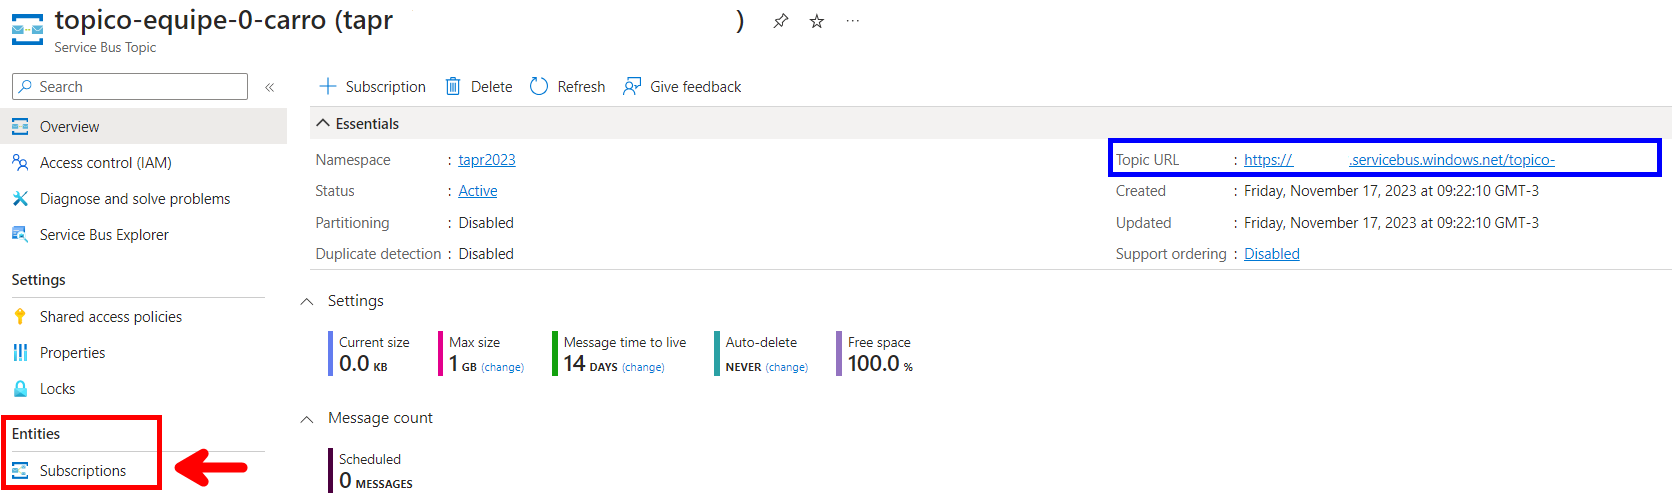 topico-equipe-0-carro (tapr )
Service Bus Topic
Search
Overview
Access control (IAM)
Diagnose and solve problems
Service Bus Explorer
Settings
Shared access policies
Properties
Locks
Entities
Subscriptions
Subscription Delete Refresh Give feedback
Essentials
Namespace : tapr2023
Status : Active
Partitioning : Disabled
Duplicate detection : Disabled
Topic URL : https:// .servicebus.windows.net/topico-
Created : Friday, November 17, 2023 at 09:22:10 GMT-3
Updated : Friday, November 17, 2023 at 09:22:10 GMT-3
Support ordering : Disabled
Settings
Current size
0.0 KB
Max size
1 GB (change)
Message time to live
14 DAYS (change)
Auto-delete
NEVER (change)
Free space
100.0 %
Message count
Scheduled
0 MESSAGES